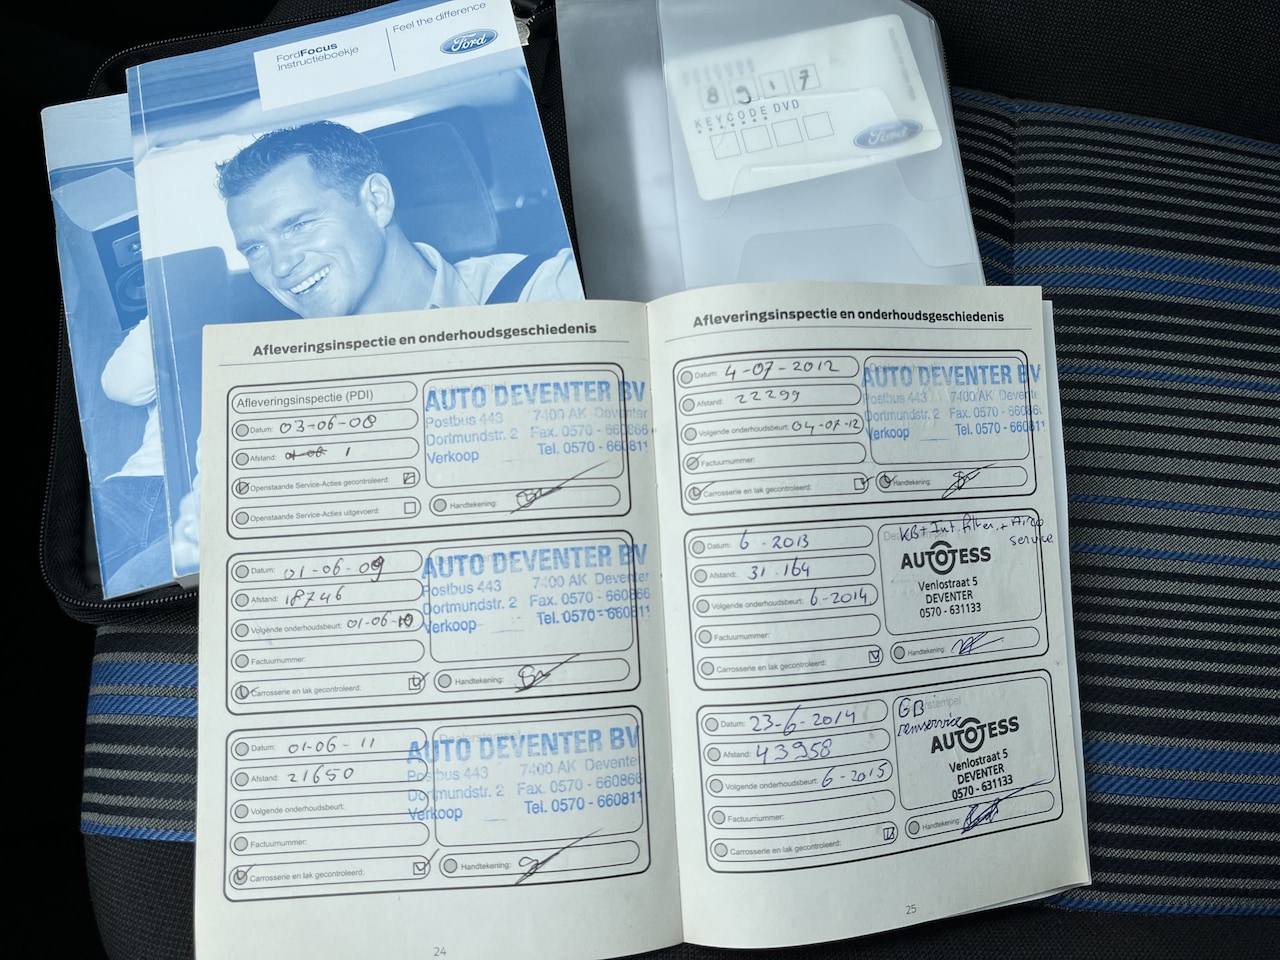 FordFocus
Instructieboekje
Feel the difference
Ford
8917
KEYCODE DVD
Ford
Afleveringsinspectie en onderhoudsgeschiedenis
Afleveringsinspectie (PDI)
Datum: 03-06-08
Afstand: 1
Openstaande Service-Acties gecontroleerd:
Openstaande Service-Acties uitgevoerd:
AUTO DEVENTER BV
Postbus 443 7400 AK Deventer
Dortmundstr. 2 Fax. 0570 - 660866
Verkoop Tel. 0570 - 660811
Handtekening:
Datum: 01-06-09
Afstand: 18746
Volgende onderhoudsbeurt: 01-06-10
Factuurnummer:
Carrosserie en lak gecontroleerd:
AUTO DEVENTER BV
Postbus 443 7400 AK Deventer
Dortmundstr. 2 Fax. 0570 - 660866
Verkoop Tel. 0570 - 660811
Handtekening:
Datum: 01-06-11
Afstand: 21650
Volgende onderhoudsbeurt:
Factuurnummer:
Carrosserie en lak gecontroleerd:
AUTO DEVENTER BV
Postbus 443 7400 AK Deventer
Dortmundstr. 2 Fax. 0570 - 660866
Verkoop Tel. 0570 - 660811
Handtekening:
24
Afleveringsinspectie en onderhoudsgeschiedenis
Datum: 4-07-2012
Afstand: 22299
Volgende onderhoudsbeurt: 04-07-12
Factuurnummer:
Carrosserie en lak gecontroleerd:
AUTO DEVENTER BV
Postbus 443 7400 AK Deventer
Dortmundstr. 2 Fax. 0570 - 660866
Verkoop Tel. 0570 - 660811
Handtekening:
Datum: 6-2013
Afstand: 31.164
Volgende onderhoudsbeurt: 6-2014
Factuurnummer:
Carrosserie en lak gecontroleerd:
KB + Int. filter. + Airco
service
AUTOTESS
Venlostraat 5
DEVENTER
0570 - 631133
Handtekening:
Datum: 23-6-2014
Afstand: 43958
Volgende onderhoudsbeurt: 6-2015
Factuurnummer:
Carrosserie en lak gecontroleerd:
GB
remservice
AUTOTESS
Venlostraat 5
DEVENTER
0570 - 631133
Handtekening:
25